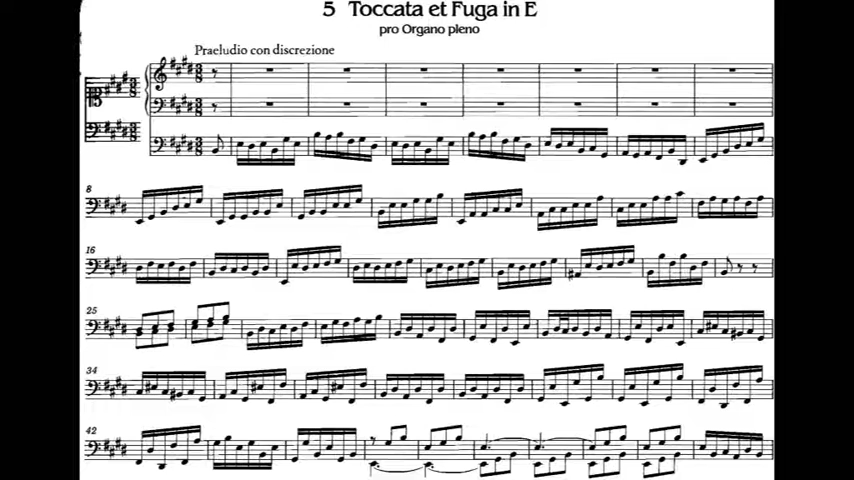 5 Toccata et Fuga in E
pro Organo pleno
Praeludio con discrezione
8
16
25
34
42